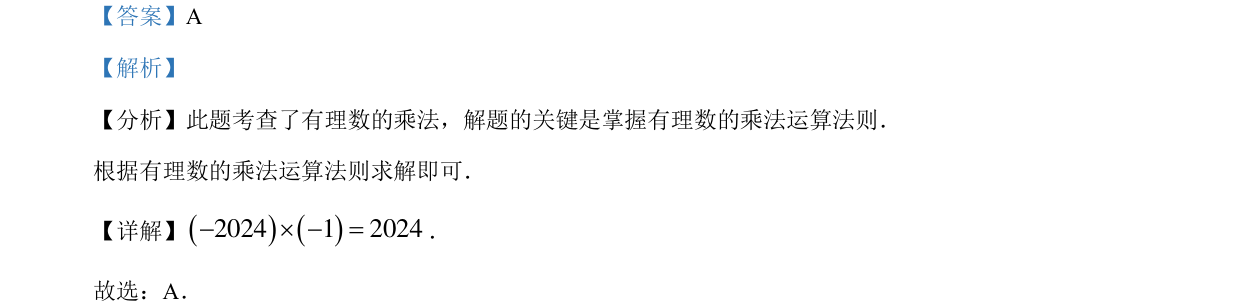 【答案】A
【解析】
【分析】此题考查了有理数的乘法，解题的关键是掌握有理数的乘法运算法则．
根据有理数的乘法运算法则求解即可．
【详解】(−2024)×(−1)=2024．
故选：A．